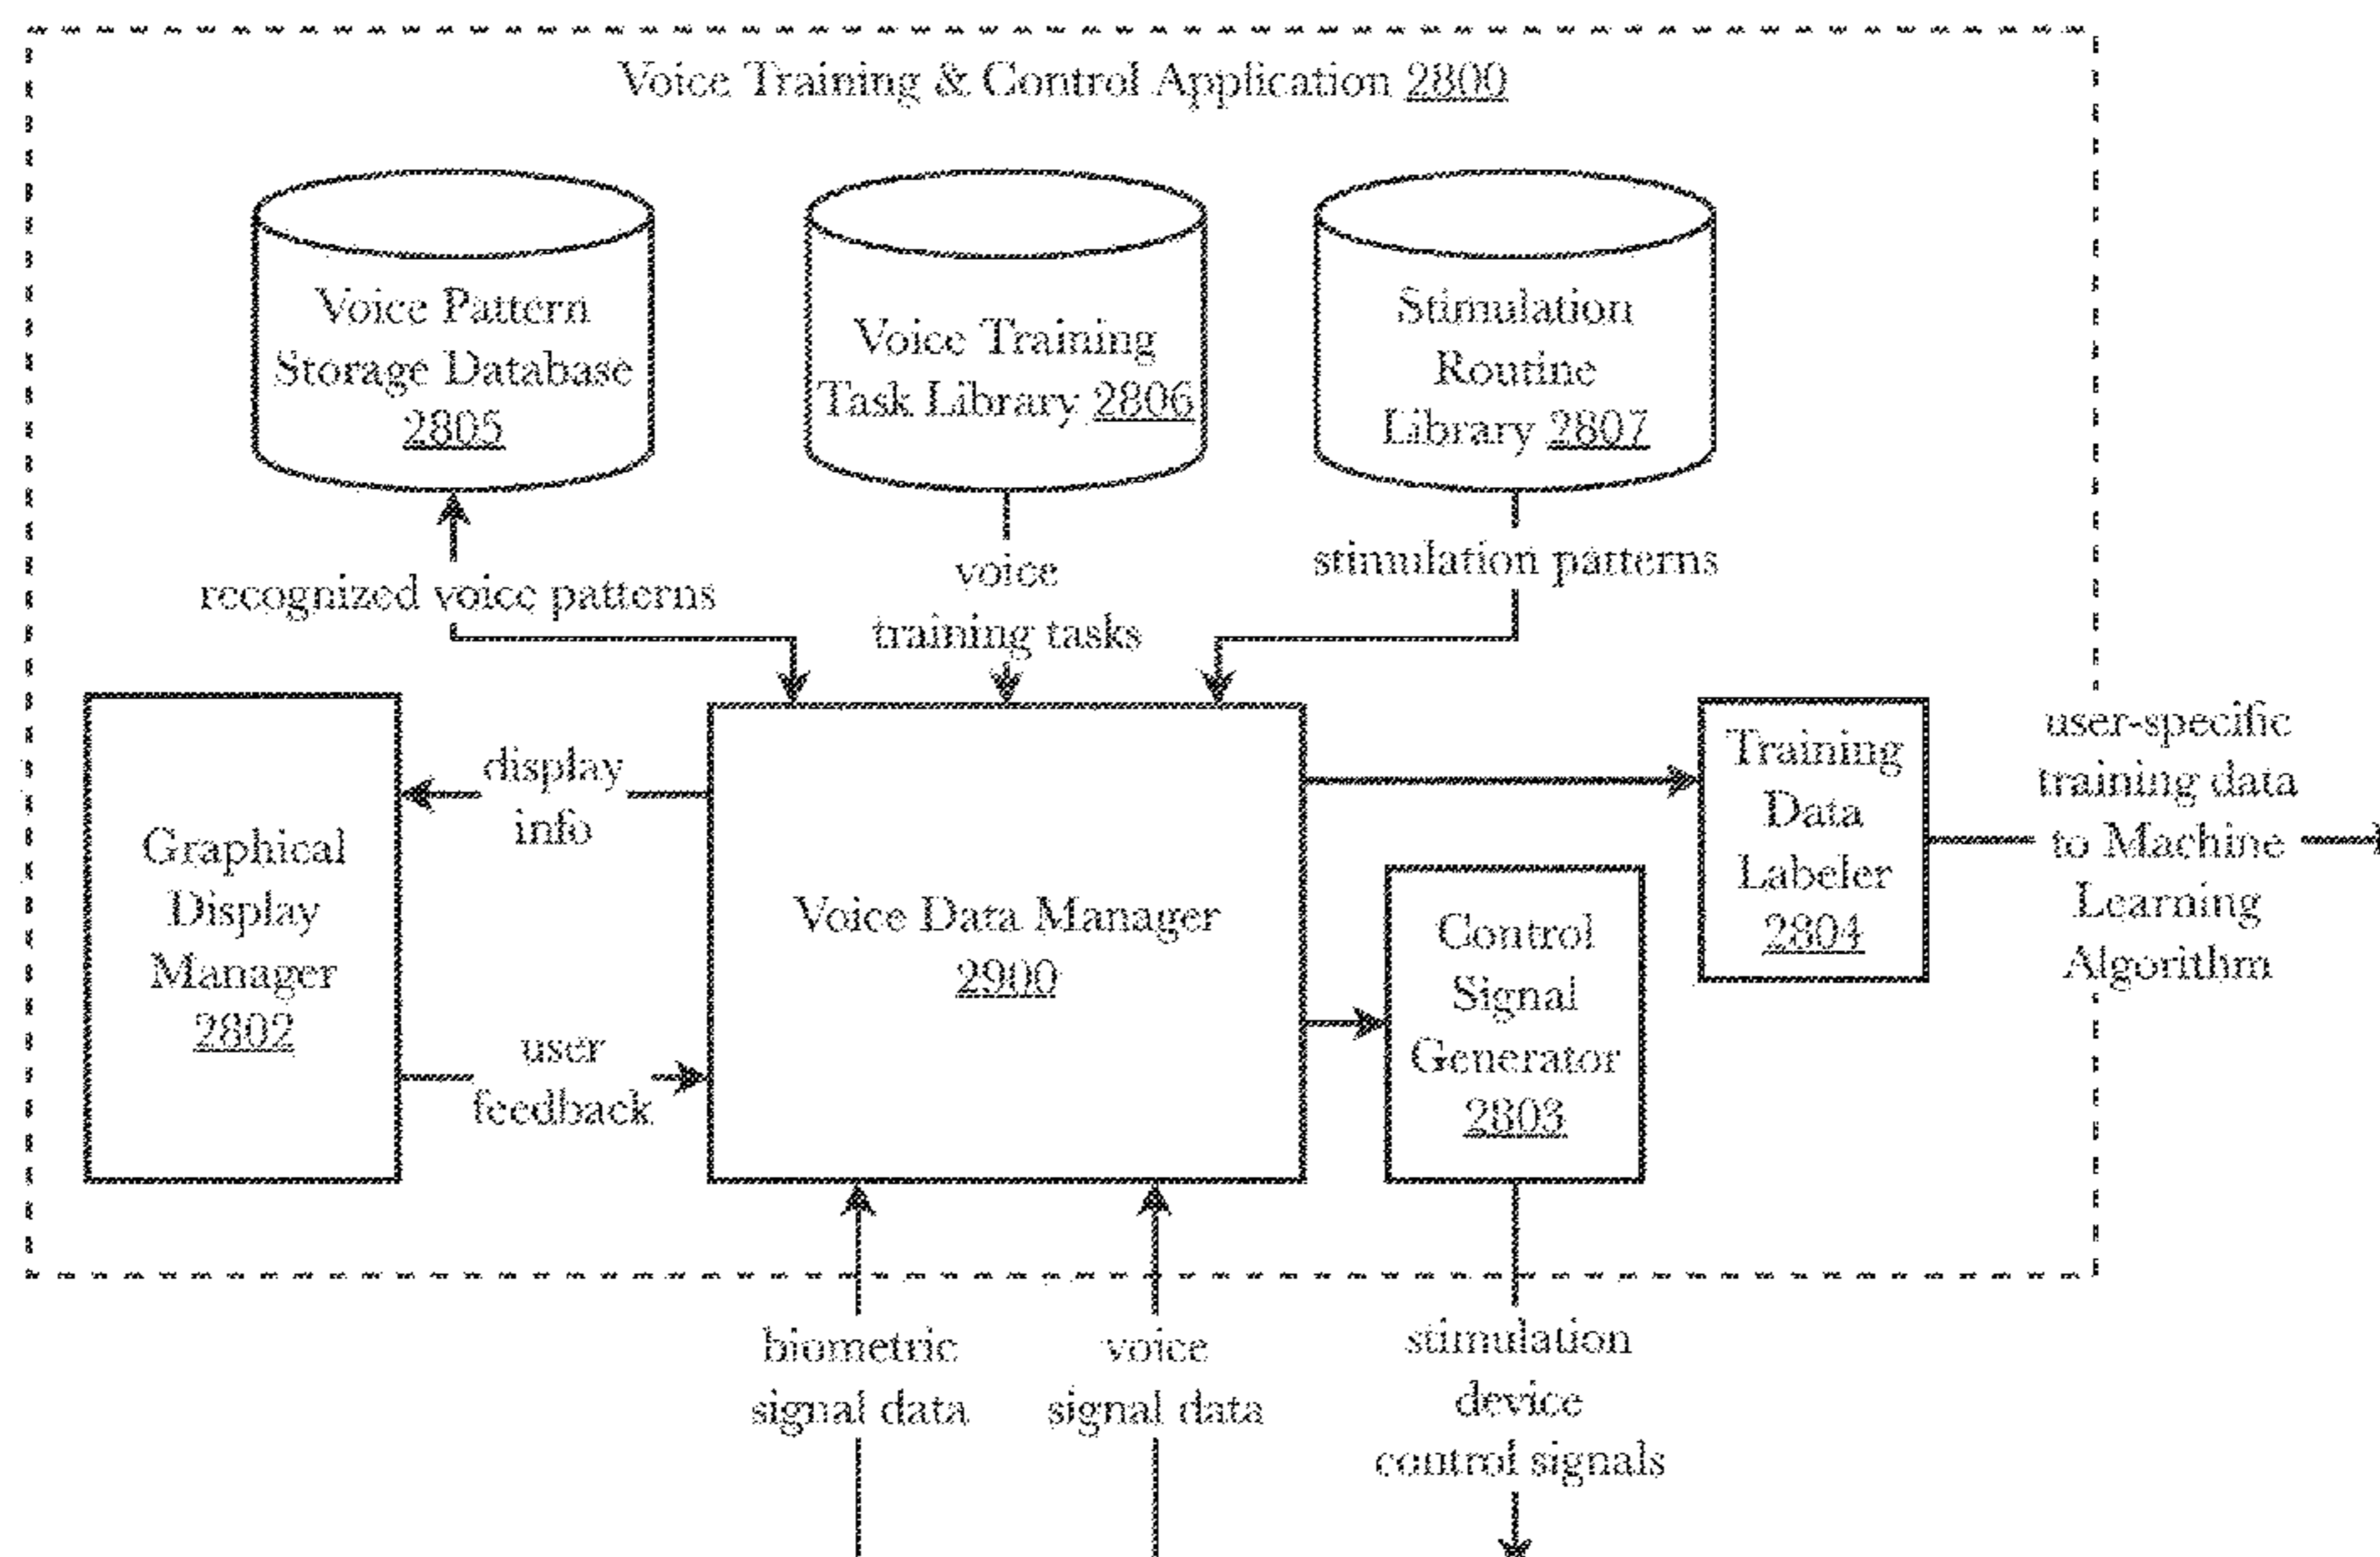 Voice Training & Control Application 2800
Voice Pattern
Storage Database
2805
Voice Training
Task Library 2806
Stimulation
Routine
Library 2807
recognized voice patterns
voice
training tasks
stimulation patterns
Graphical
Display
Manager
2802
display
info
user
feedback
Voice Data Manager
2900
Control
Signal
Generator
2803
Training
Data
Labeler
2804
user-specific
training data
to Machine
Learning
Algorithm
biometric
signal data
voice
signal data
stimulation
device
control signals